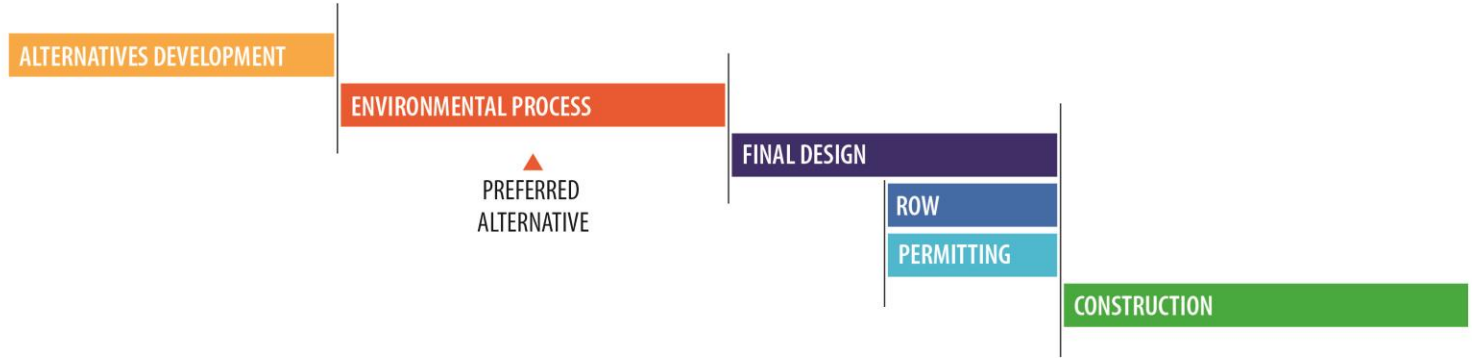 ALTERNATIVES DEVELOPMENT
ENVIRONMENTAL PROCESS
PREFERRED
ALTERNATIVE
FINAL DESIGN
ROW
PERMITTING
CONSTRUCTION